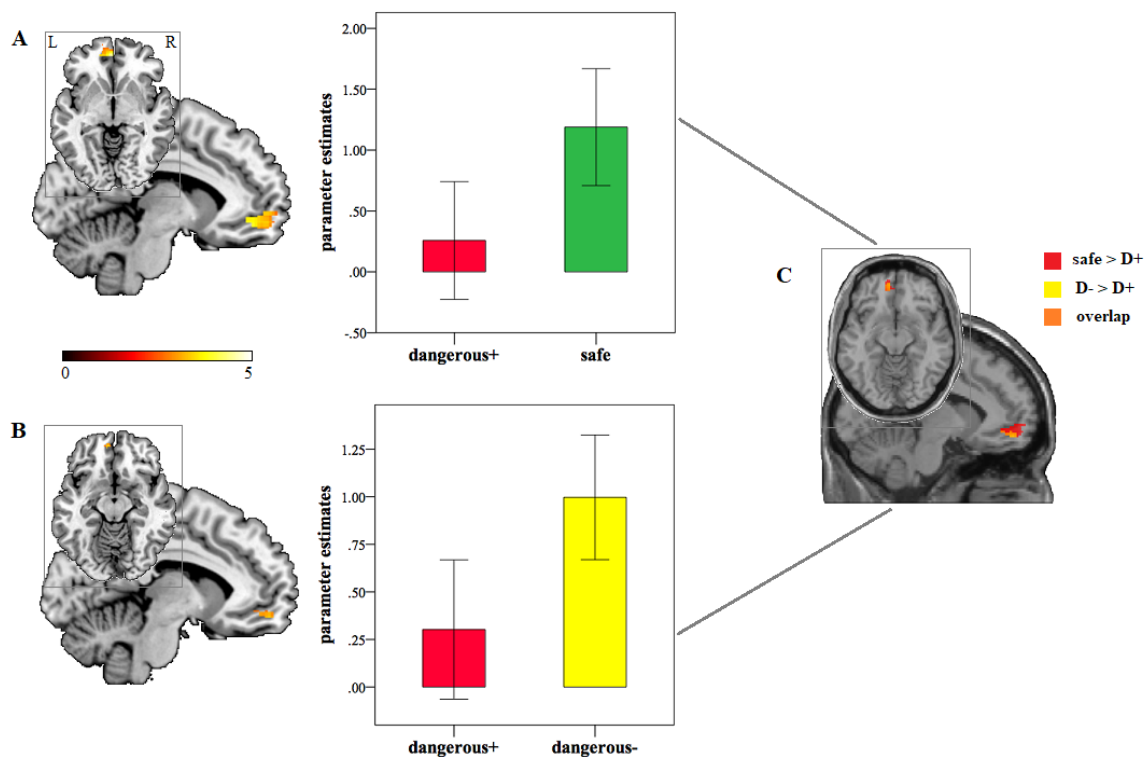 A
L R
parameter estimates
2.00
1.50
1.00
.50
.00
-.50
dangerous+ safe
0 5
B
parameter estimates
1.25
1.00
.75
.50
.25
.00
dangerous+ dangerous-
C
safe > D+
D- > D+
overlap